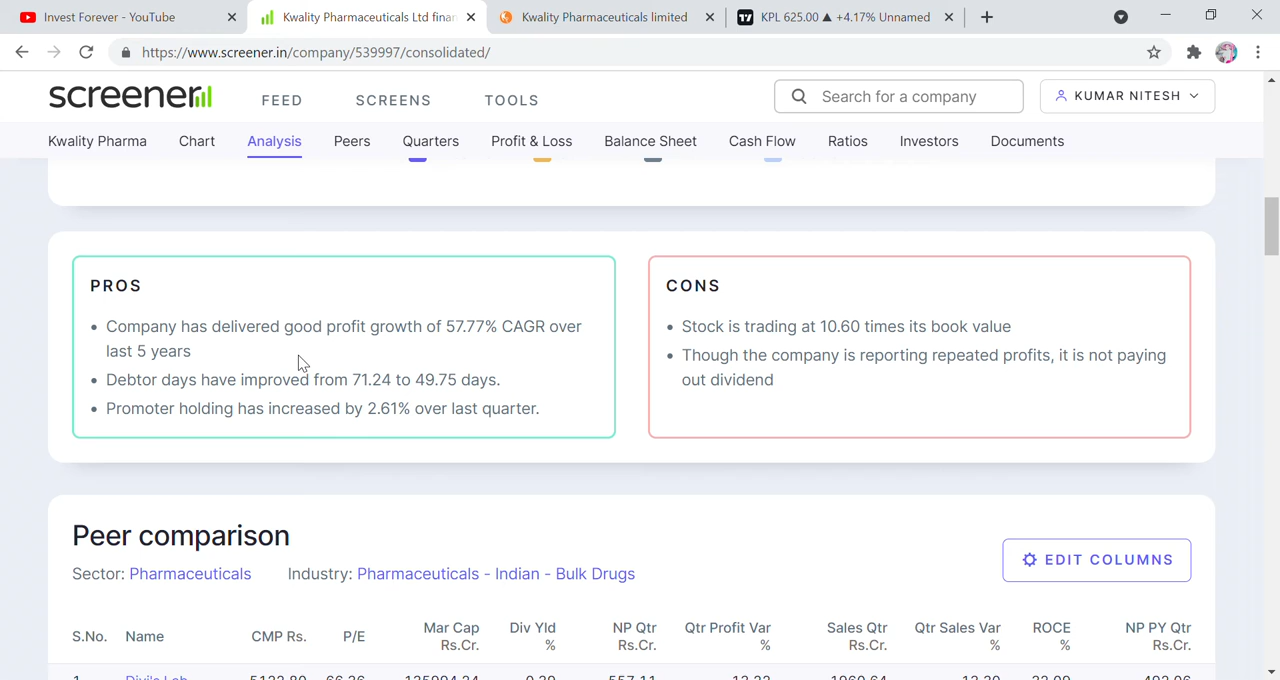 Invest Forever - YouTube
Kwality Pharmaceuticals Ltd finan
Kwality Pharmaceuticals limited
KPL 625.00 ▲ +4.17% Unnamed
https://www.screener.in/company/539997/consolidated/
screener
FEED SCREENS TOOLS
Search for a company
KUMAR NITESH
Kwality Pharma Chart Analysis Peers Quarters Profit & Loss Balance Sheet Cash Flow Ratios Investors Documents
PROS
• Company has delivered good profit growth of 57.77% CAGR over
last 5 years
• Debtor days have improved from 71.24 to 49.75 days.
• Promoter holding has increased by 2.61% over last quarter.
CONS
• Stock is trading at 10.60 times its book value
• Though the company is reporting repeated profits, it is not paying
out dividend
Peer comparison
Sector: Pharmaceuticals Industry: Pharmaceuticals - Indian - Bulk Drugs
EDIT COLUMNS
S.No. Name CMP Rs. P/E Mar Cap Rs.Cr. Div Yld % NP Qtr Rs.Cr. Qtr Profit Var % Sales Qtr Rs.Cr. Qtr Sales Var % ROCE % NP PY Qtr Rs.Cr.